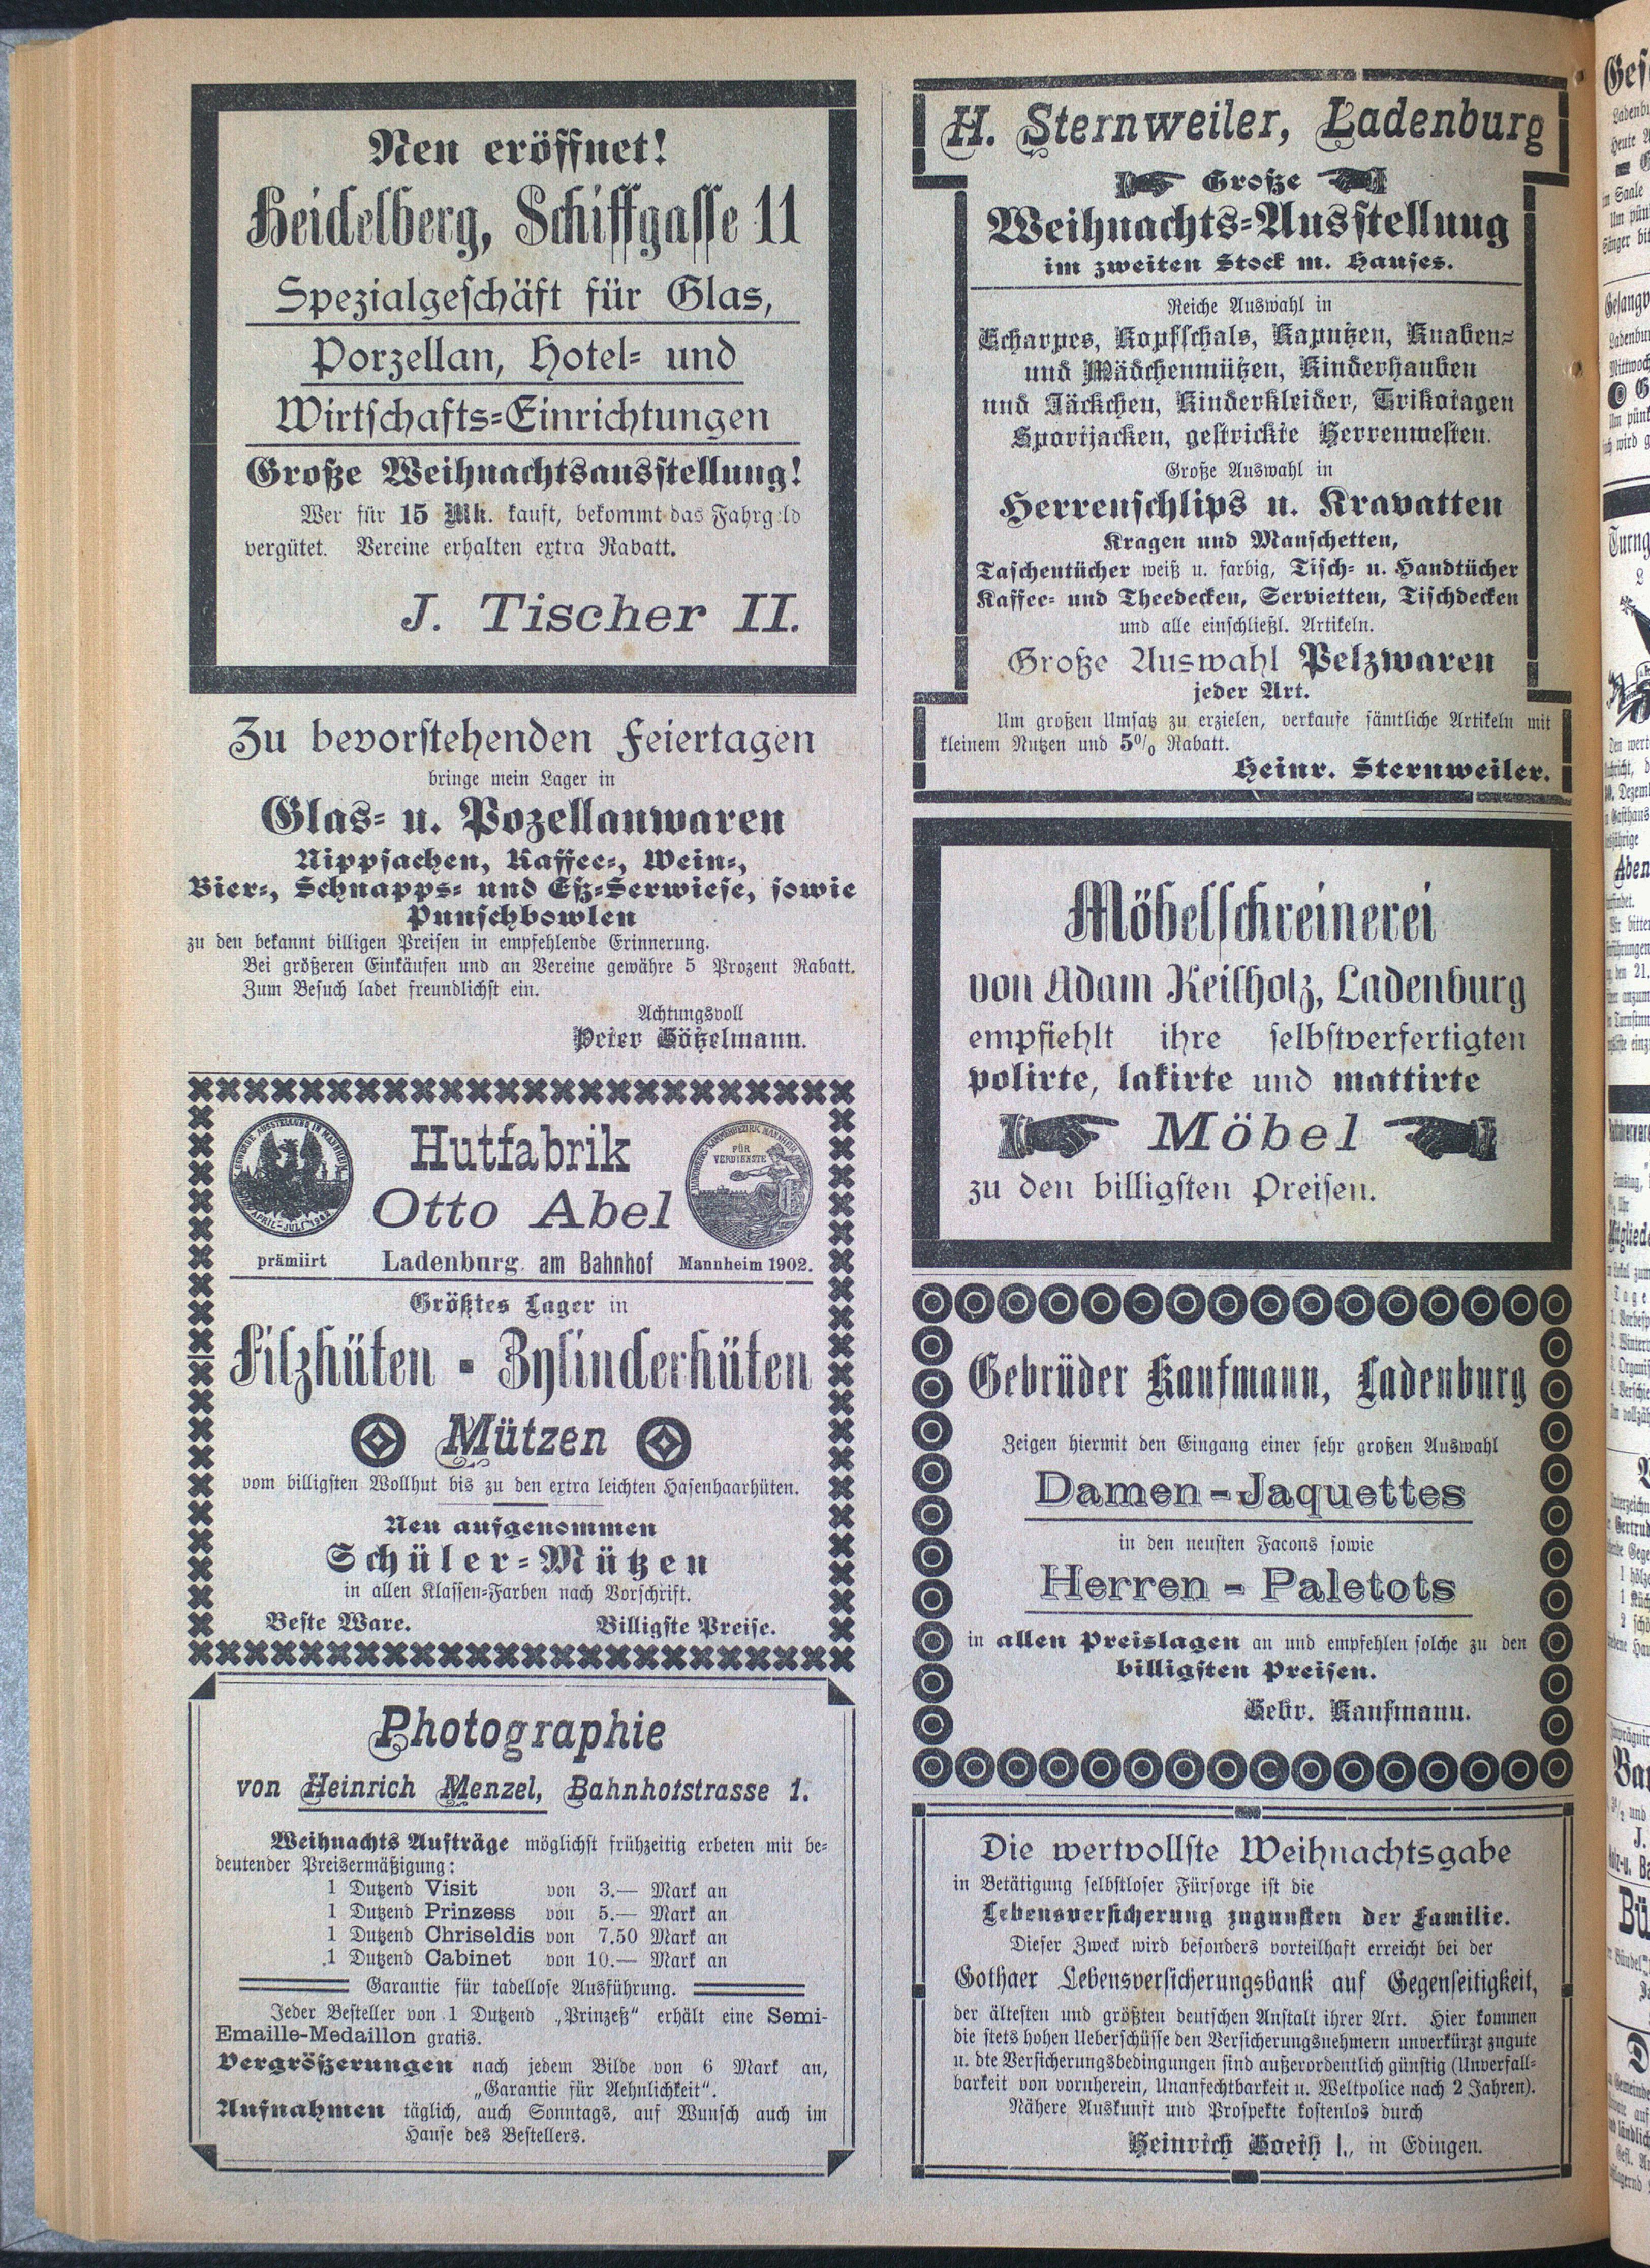 Neu eröffnet!
Heidelberg, Schiffgasse 11
Spezialgeschäft für Glas,
Porzellan, Hotel- und
Wirtschafts-Einrichtungen
Große Weihnachtsausstellung!
Wer für 15 Mk. kauft, bekommt das Fahrgeld
vergütet. Vereine erhalten extra Rabatt.
J. Tischer II.
Zu bevorstehenden Feiertagen
bringe mein Lager in
Glas- u. Pozellanwaren
Nippsachen, Kaffee-, Wein-,
Bier-, Schnapps- und Eß-Serwiese, sowie
Punschbowlen
zu den bekannt billigen Preisen in empfehlende Erinnerung.
Bei größeren Einkäufen und an Vereine gewähre 5 Prozent Rabatt.
Zum Besuch ladet freundlichst ein.
Achtungsvoll
Peter Götzelmann.
GEWERBE AUSSTELLUNG IN MANNHEIM
APRIL-JULI 1902
FÜR
VERDIENSTE
Hutfabrik
Otto Abel
prämiirt Ladenburg am Bahnhof Mannheim 1902.
Größtes Lager in
Filzhüten - Zylinderhüten
Mützen
vom billigsten Wollhut bis zu den extra leichten Hasenhaarhüten.
Neu aufgenommen
Schüler-Mützen
in allen Klassen-Farben nach Vorschrift.
Beste Ware. Billigste Preise.
Photographie
von Heinrich Menzel, Bahnhofstrasse 1.
Weihnachts Aufträge möglichst frühzeitig erbeten mit be-
deutender Preisermäßigung:
1 Dutzend Visit von 3.— Mark an
1 Dutzend Prinzess von 5.— Mark an
1 Dutzend Chriseldis von 7.50 Mark an
1 Dutzend Cabinet von 10.— Mark an
Garantie für tadellose Ausführung.
Jeder Besteller von 1 Dutzend „Prinzeß“ erhält eine Semi-
Emaille-Medaillon gratis.
Vergrößerungen nach jedem Bilde von 6 Mark an,
„Garantie für Aehnlichkeit“.
Aufnahmen täglich, auch Sonntags, auf Wunsch auch im
Hause des Bestellers.
H. Sternweiler, Ladenburg
Große
Weihnachts-Ausstellung
im zweiten Stock m. Hauses.
Reiche Auswahl in
Echarpes, Kopfschals, Kaputzen, Knaben-
und Mädchenmützen, Kinderhauben
und Jäckchen, Kinderkleider, Trikotagen
Sportjacken, gestrickte Herrenwesten.
Große Auswahl in
Herrenschlips u. Kravatten
Kragen und Manschetten,
Taschentücher weiß u. farbig, Tisch- u. Handtücher
Kaffee- und Theedecken, Servietten, Tischdecken
und alle einschließl. Artikeln.
Große Auswahl Pelzwaren
jeder Art.
Um großen Umsatz zu erzielen, verkaufe sämtliche Artikeln mit
kleinem Nutzen und 5% Rabatt.
Heinr. Sternweiler.
Möbelschreinerei
von Adam Keilholz, Ladenburg
empfiehlt ihre selbstverfertigten
polirte, lakirte und mattirte
Möbel
zu den billigsten Preisen.
Gebrüder Kaufmann, Ladenburg
Zeigen hiermit den Eingang einer sehr großen Auswahl
Damen-Jaquettes
in den neusten Facons sowie
Herren-Paletots
in allen Preislagen an und empfehlen solche zu den
billigsten Preisen.
Gebr. Kaufmann.
Die wertvollste Weihnachtsgabe
in Betätigung selbstloser Fürsorge ist die
Lebensversicherung zugunsten der Familie.
Dieser Zweck wird besonders vorteilhaft erreicht bei der
Gothaer Lebensversicherungsbank auf Gegenseitigkeit,
der ältesten und größten deutschen Anstalt ihrer Art. Hier kommen
die stets hohen Ueberschüsse den Versicherungsnehmern unverkürzt zugute
u. dte Versicherungsbedingungen sind außerordentlich günstig (Unverfall-
barkeit von vornherein, Unanfechtbarkeit u. Weltpolice nach 2 Jahren).
Nähere Auskunft und Prospekte kostenlos durch
Heinrich Koeth I., in Edingen.